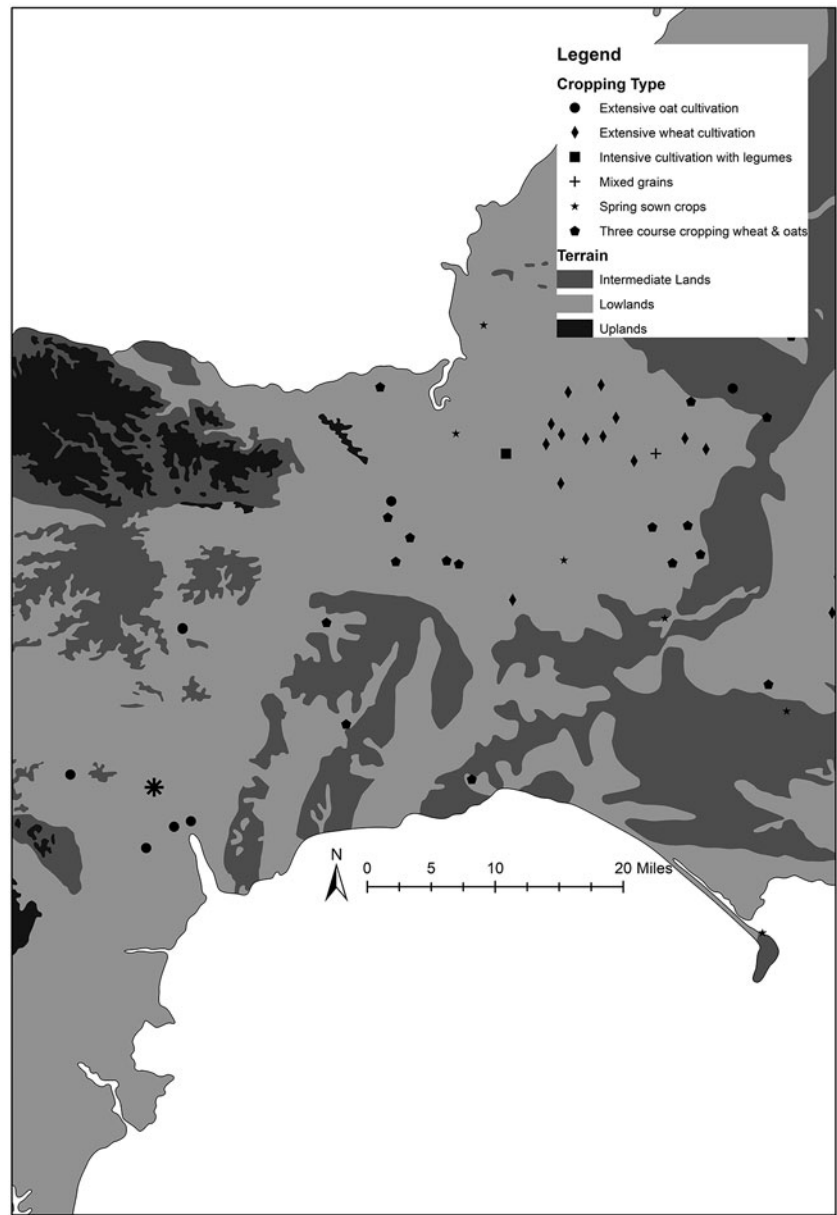 Legend
Cropping Type
Extensive oat cultivation
Extensive wheat cultivation
Intensive cultivation with legumes
Mixed grains
Spring sown crops
Three course cropping wheat & oats
Terrain
Intermediate Lands
Lowlands
Uplands
N
0 5 10 20 Miles